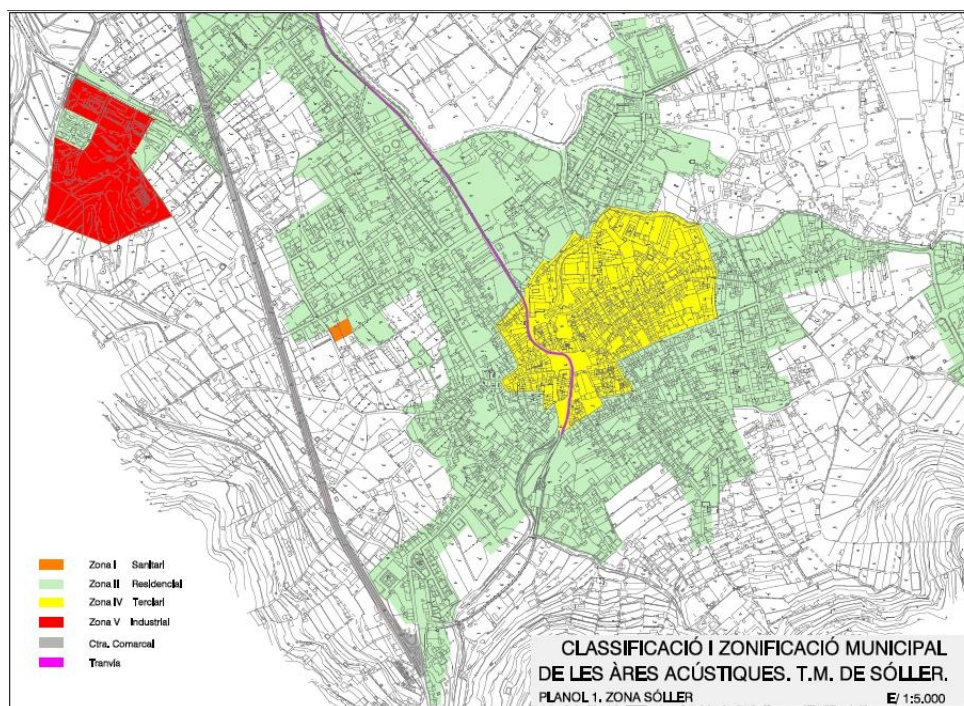 Zona I Sanitari
Zona II Residencial
Zona IV Terciari
Zona V Industrial
Ctra. Comarcal
Tranvía
CLASSIFICACIÓ I ZONIFICACIÓ MUNICIPAL
DE LES ÀRES ACÚSTIQUES. T.M. DE SÓLLER.
PLANOL 1. ZONA SÓLLER E/ 1:5.000